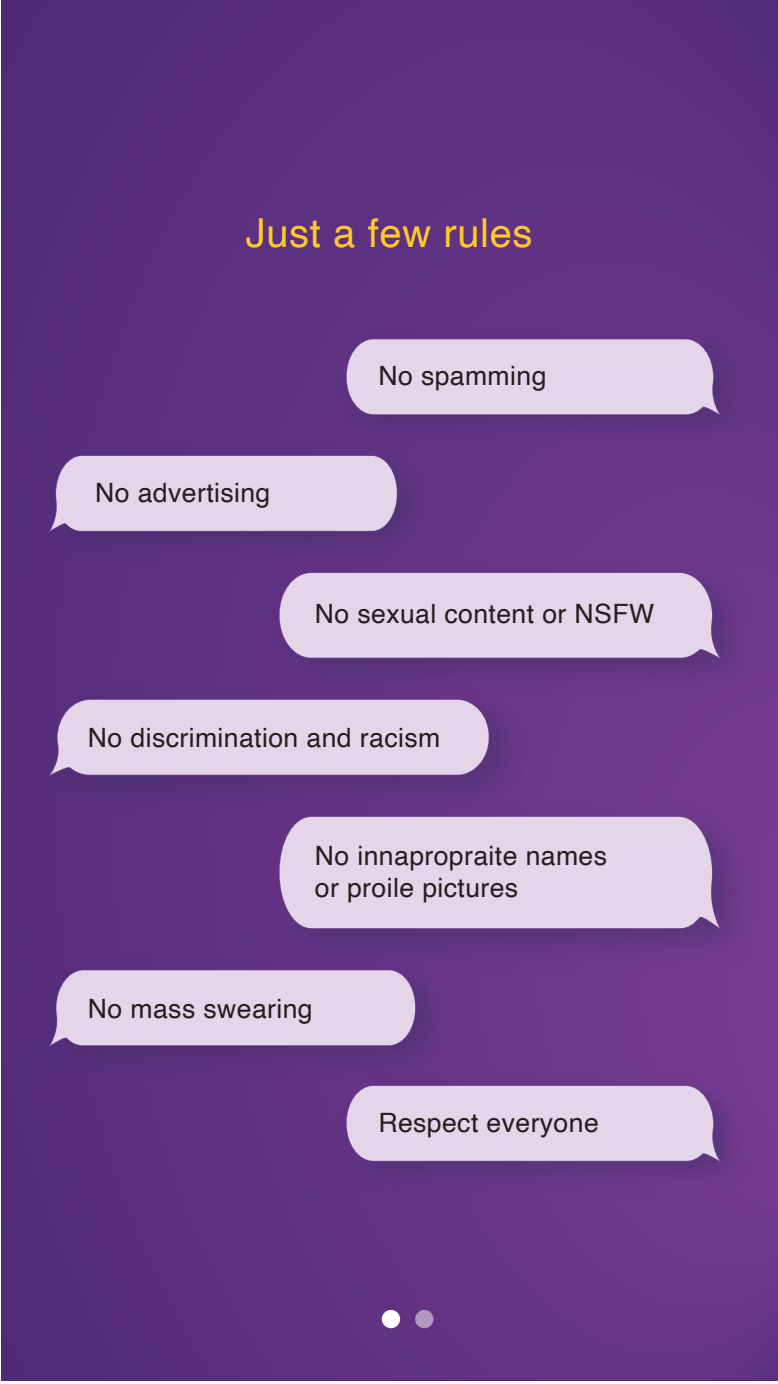 Just a few rules
No spamming
No advertising
No sexual content or NSFW
No discrimination and racism
No innapropraite names
or proile pictures
No mass swearing
Respect everyone